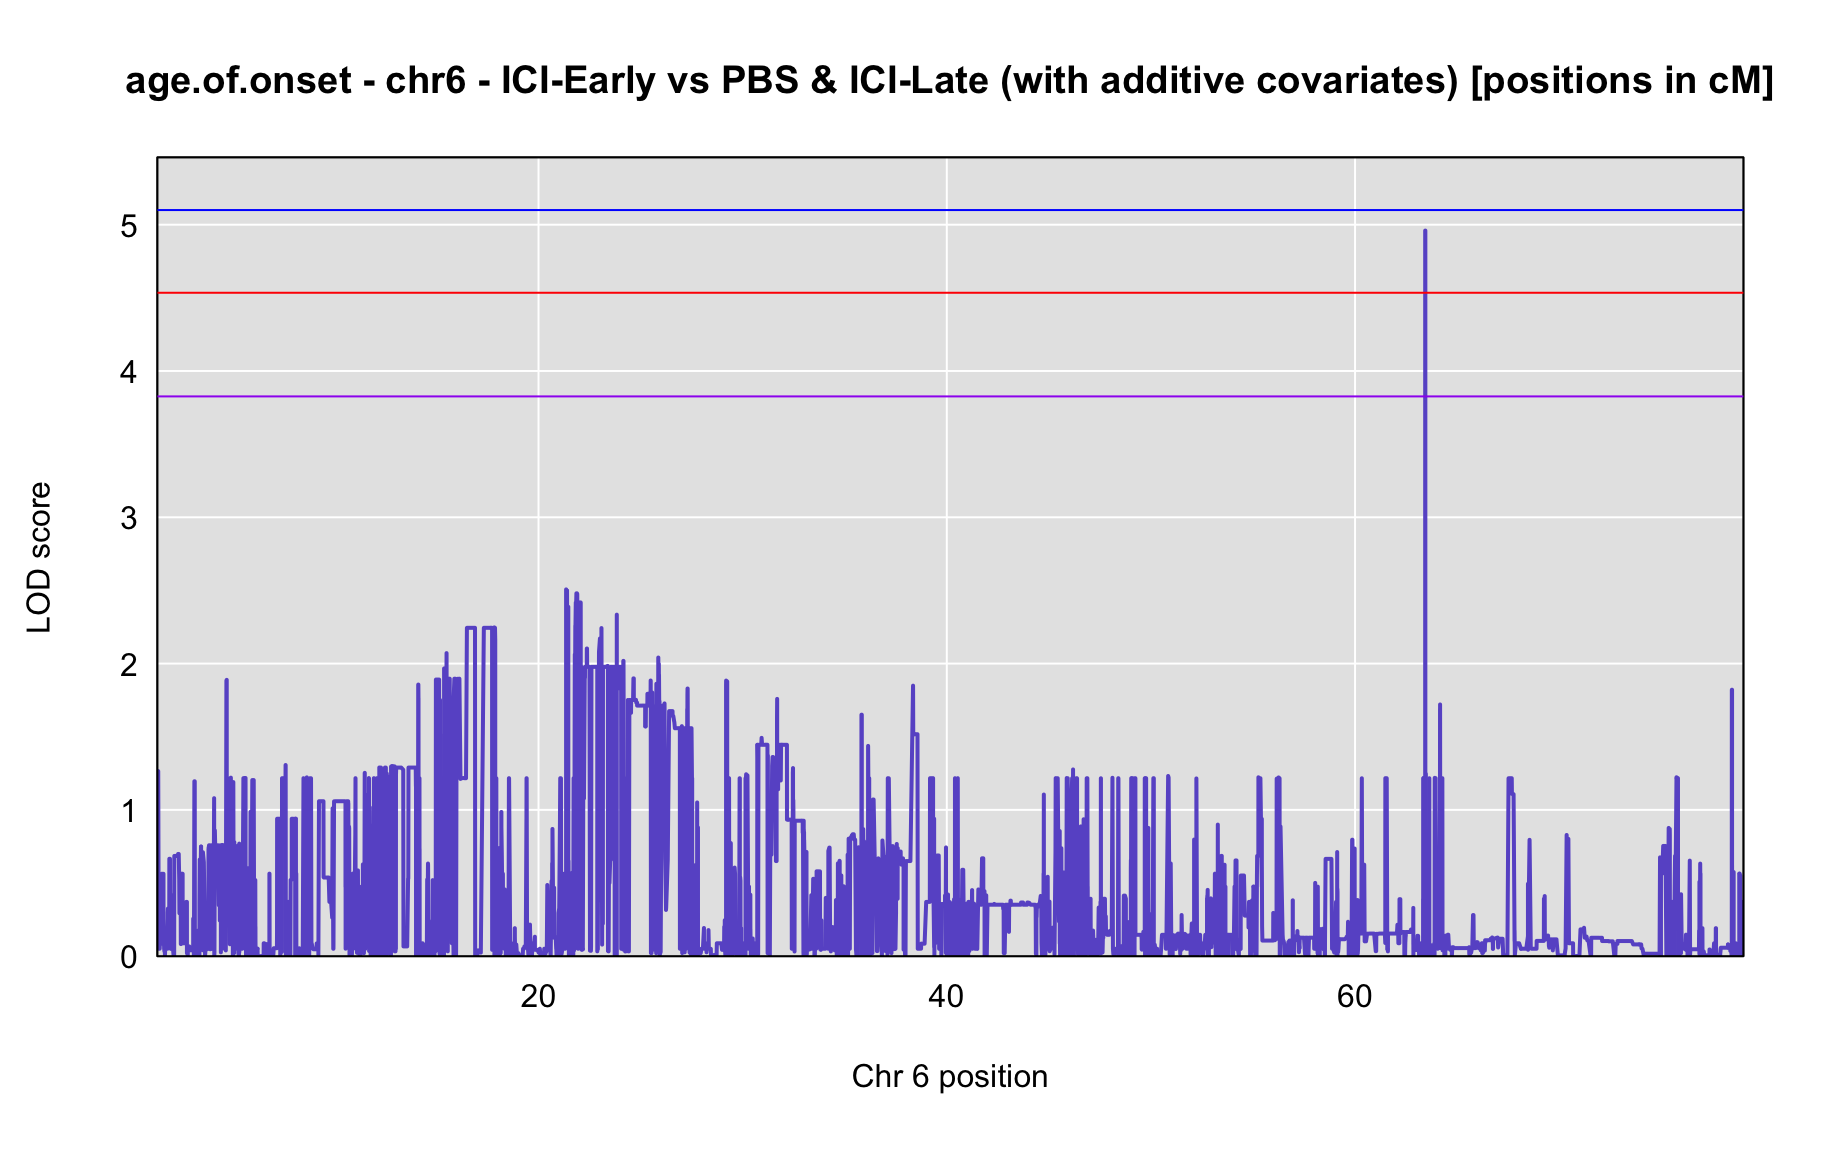 age.of.onset - chr6 - ICI-Early vs PBS & ICI-Late (with additive covariates) [positions in cM]
LOD score
5
4
3
2
1
0
20 40 60
Chr 6 position